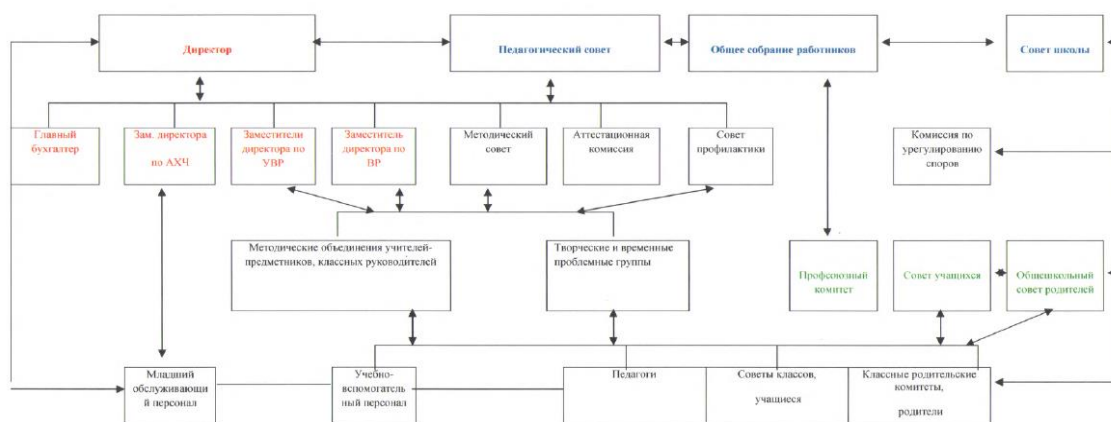 Директор
Педагогический совет
Общее собрание работников
Совет школы
Главный
бухгалтер
Зам. директора
по АХЧ
Заместители
директора по
УВР
Заместитель
директора по
ВР
Методический
совет
Аттестационная
комиссия
Совет
профилактики
Комиссия по
урегулированию
споров
Методические объединения учителей-
предметников, классных руководителей
Творческие и временные
проблемные группы
Профсоюзный
комитет
Совет учащихся
Общешкольный
совет родителей
Младший
обслуживающи
й персонал
Учебно-
вспомогатель
ный персонал
Педагоги
Советы классов,
учащиеся
Классные родительские
комитеты,
родители